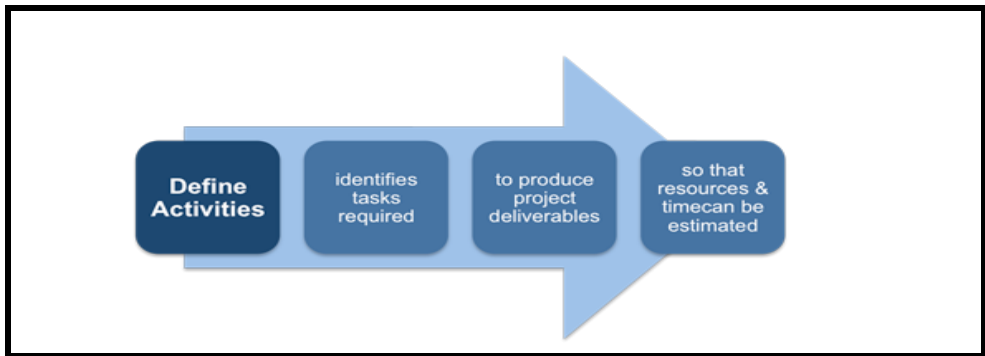 Define
Activities
identifies
tasks
required
to produce
project
deliverables
so that
resources &
timecan be
estimated